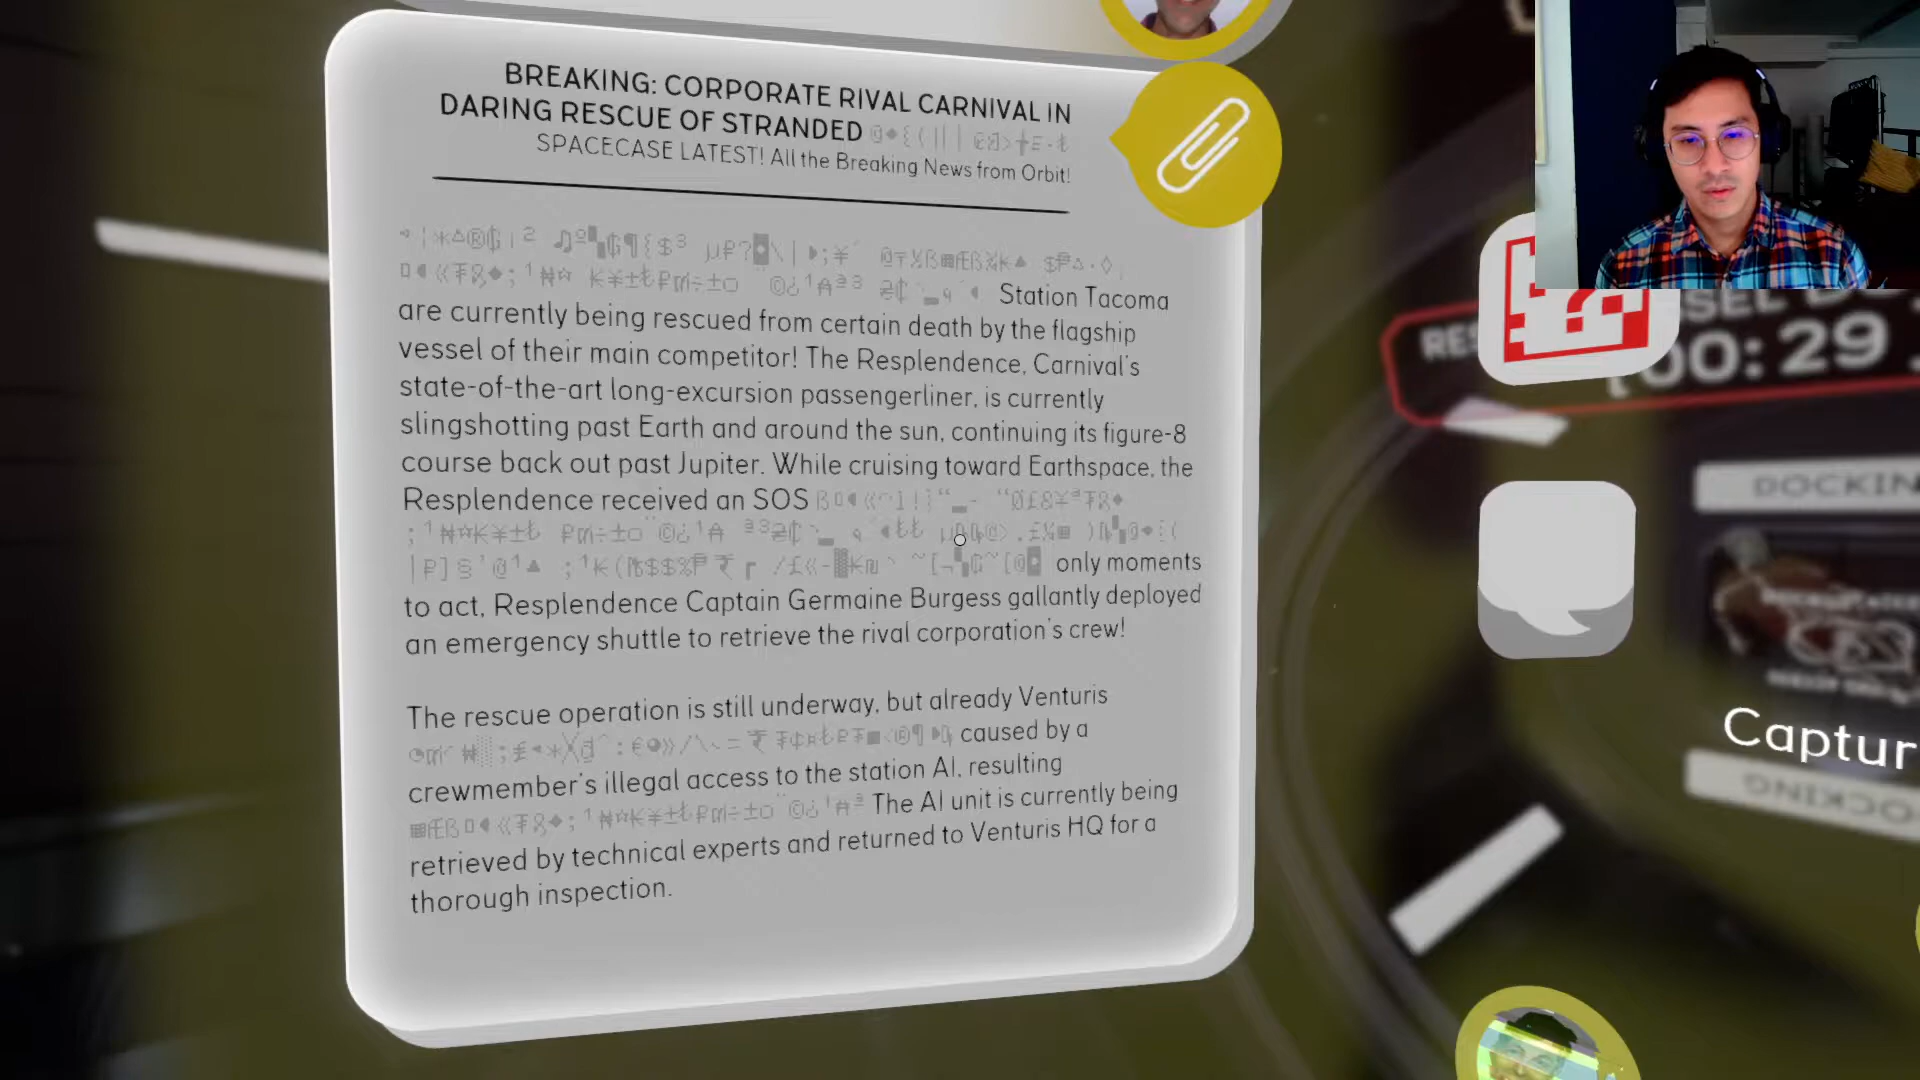 BREAKING: CORPORATE RIVAL CARNIVAL IN
DARING RESCUE OF STRANDED
SPACECASE LATEST! All the Breaking News from Orbit!
Station Tacoma
are currently being rescued from certain death by the flagship
vessel of their main competitor! The Resplendence, Carnival's
state-of-the-art long-excursion passengerliner, is currently
slingshotting past Earth and around the sun, continuing its figure-8
course back out past Jupiter. While cruising toward Earthspace, the
Resplendence received an SOS
only moments
to act, Resplendence Captain Germaine Burgess gallantly deployed
an emergency shuttle to retrieve the rival corporation's crew!
The rescue operation is still underway, but already Venturis
caused by a
crewmember's illegal access to the station AI, resulting
The AI unit is currently being
retrieved by technical experts and returned to Venturis HQ for a
thorough inspection.
00:29
DOCKIN
Captur
DOCKING